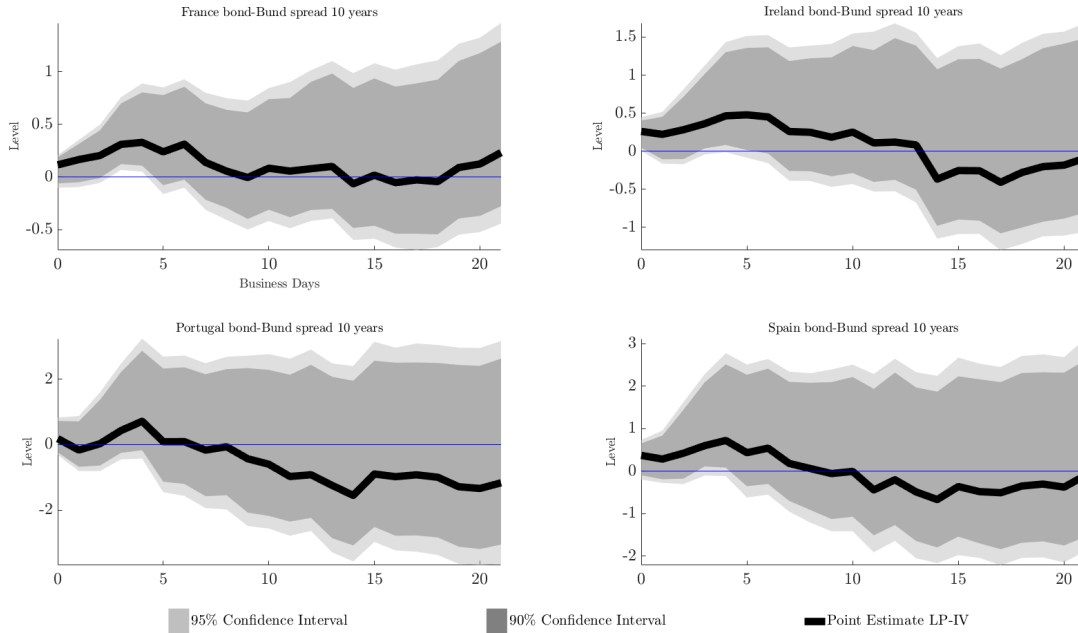 France bond-Bund spread 10 years
Level
1
0.5
0
-0.5
0 5 10 15 20
Business Days
Ireland bond-Bund spread 10 years
Level
1.5
1
0.5
0
-0.5
-1
0 5 10 15 20
Portugal bond-Bund spread 10 years
Level
2
0
-2
0 5 10 15 20
Spain bond-Bund spread 10 years
Level
3
2
1
0
-1
-2
0 5 10 15 20
95% Confidence Interval 90% Confidence Interval Point Estimate LP-IV